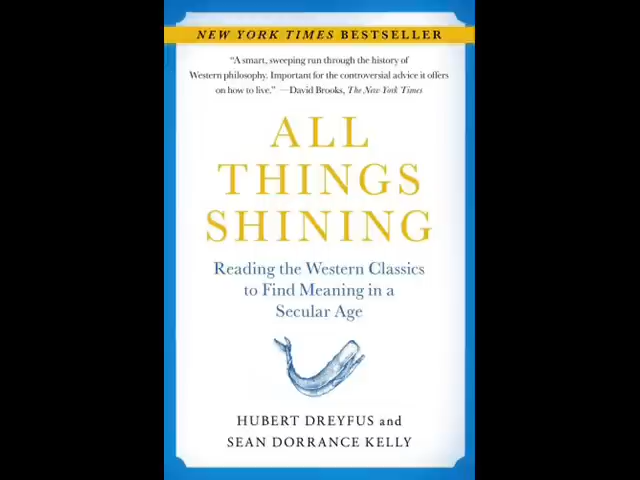 NEW YORK TIMES BESTSELLER
“A smart, sweeping run through the history of
Western philosophy. Important for the controversial advice it offers
on how to live.” —David Brooks, The New York Times
ALL
THINGS
SHINING
Reading the Western Classics
to Find Meaning in a
Secular Age
HUBERT DREYFUS and
SEAN DORRANCE KELLY